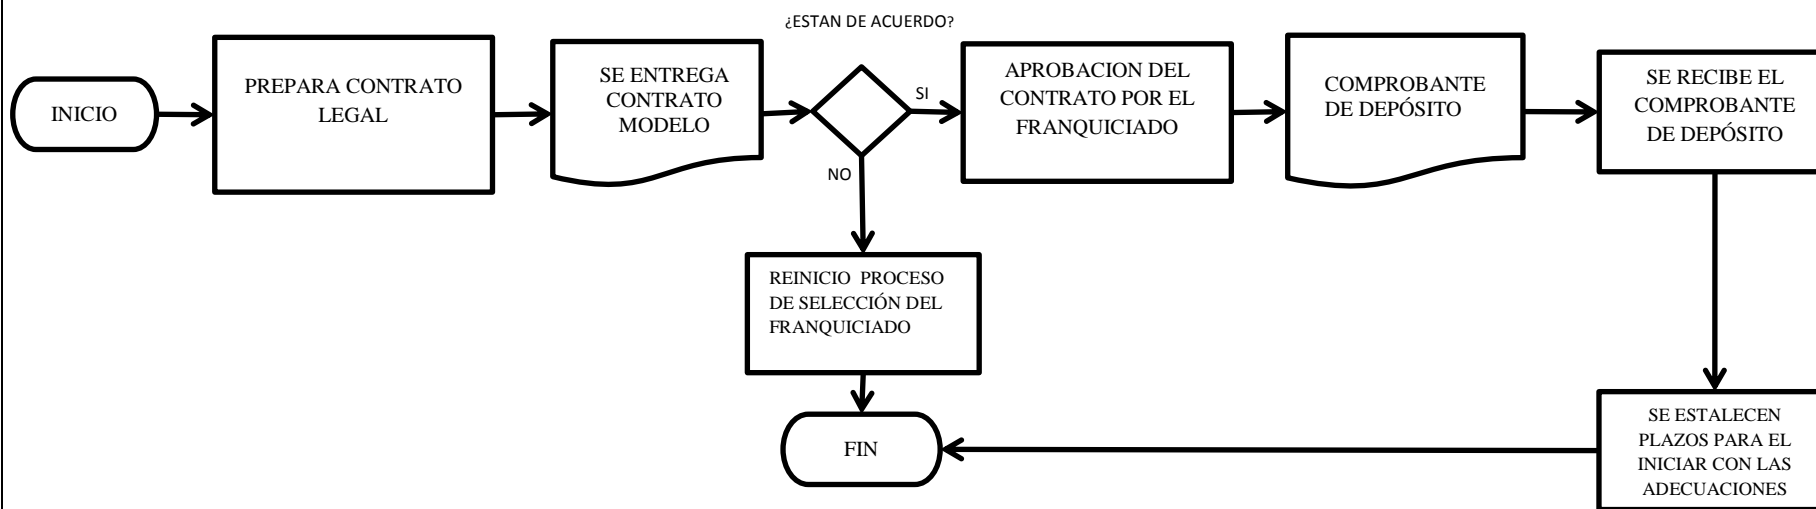 ¿ESTAN DE ACUERDO?
INICIO
PREPARA CONTRATO
LEGAL
SE ENTREGA
CONTRATO
MODELO
SI
NO
APROBACION DEL
CONTRATO POR EL
FRANQUICIADO
COMPROBANTE
DE DEPÓSITO
SE RECIBE EL
COMPROBANTE
DE DEPÓSITO
REINICIO PROCESO
DE SELECCIÓN DEL
FRANQUICIADO
FIN
SE ESTALECEN
PLAZOS PARA EL
INICIAR CON LAS
ADECUACIONES